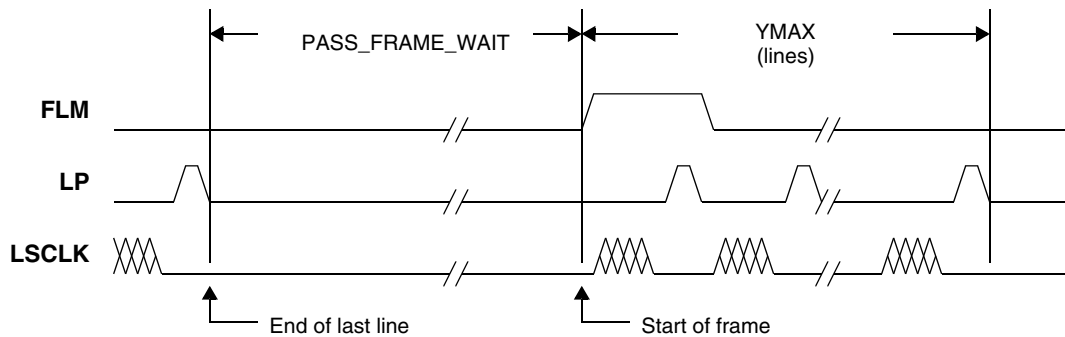 PASS_FRAME_WAIT
YMAX
(lines)
FLM
LP
LSCLK
End of last line
Start of frame